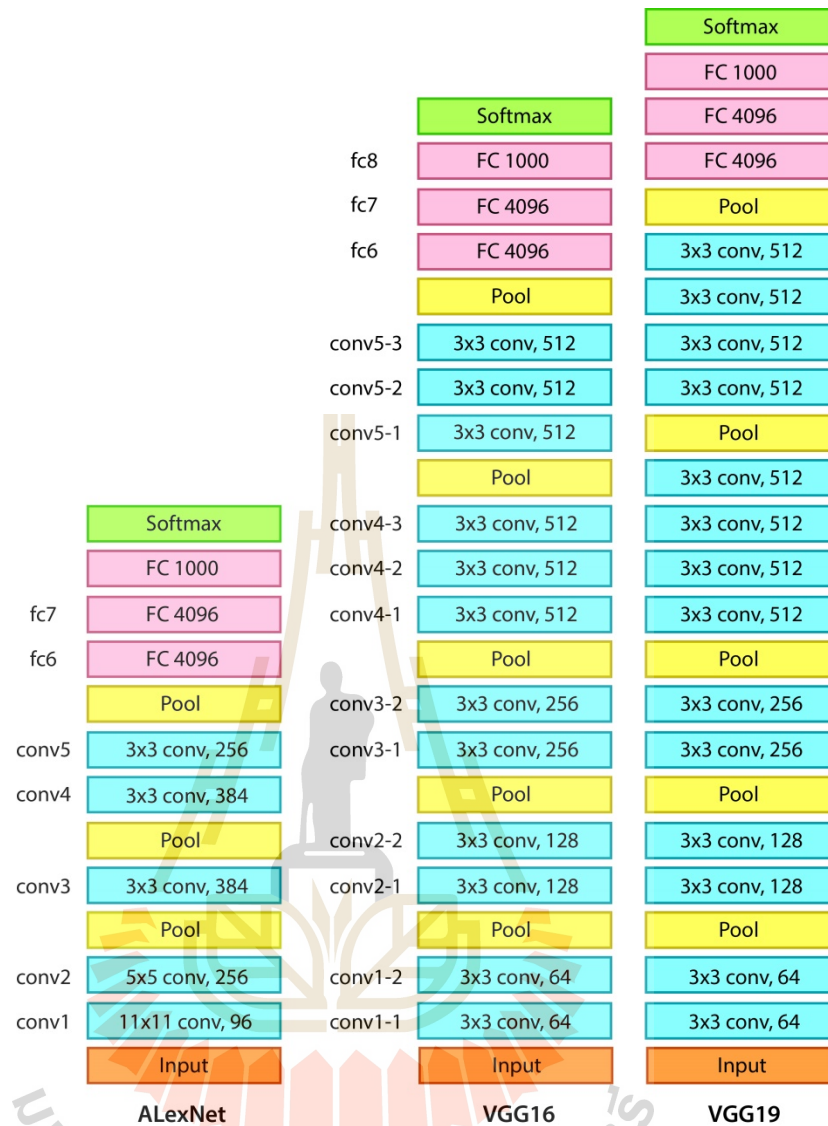 Softmax
FC 1000
fc7 FC 4096
fc6 FC 4096
Pool
conv5 3x3 conv, 256
conv4 3x3 conv, 384
Pool
conv3 3x3 conv, 384
Pool
conv2 5x5 conv, 256
conv1 11x11 conv, 96
Input
ALexNet
Softmax
fc8 FC 1000
fc7 FC 4096
fc6 FC 4096
Pool
conv5-3 3x3 conv, 512
conv5-2 3x3 conv, 512
conv5-1 3x3 conv, 512
Pool
conv4-3 3x3 conv, 512
conv4-2 3x3 conv, 512
conv4-1 3x3 conv, 512
Pool
conv3-2 3x3 conv, 256
conv3-1 3x3 conv, 256
Pool
conv2-2 3x3 conv, 128
conv2-1 3x3 conv, 128
Pool
conv1-2 3x3 conv, 64
conv1-1 3x3 conv, 64
Input
VGG16
Softmax
FC 1000
FC 4096
FC 4096
Pool
3x3 conv, 512
3x3 conv, 512
3x3 conv, 512
3x3 conv, 512
Pool
3x3 conv, 512
3x3 conv, 512
3x3 conv, 512
3x3 conv, 512
Pool
3x3 conv, 256
3x3 conv, 256
Pool
3x3 conv, 128
3x3 conv, 128
Pool
3x3 conv, 64
3x3 conv, 64
Input
VGG19